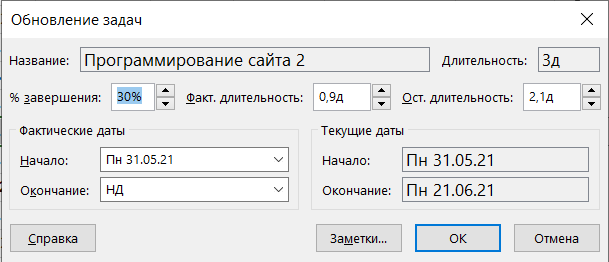 Обновление задач
Название: Программирование сайта 2 Длительность: 3д
% завершения: 30% Факт. длительность: 0,9д Ост. длительность: 2,1д
Фактические даты Текущие даты
Начало: Пн 31.05.21 Начало: Пн 31.05.21
Окончание: НД Окончание: Пн 21.06.21
Справка Заметки... ОК Отмена